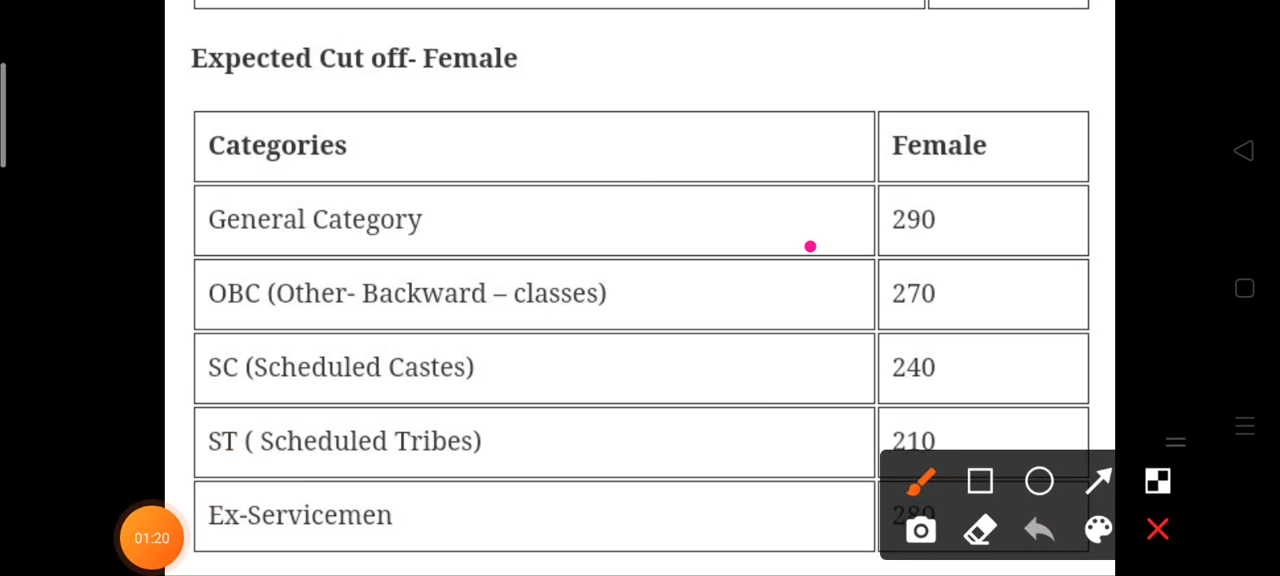 Expected Cut off- Female
Categories Female
General Category 290
OBC (Other- Backward – classes) 270
SC (Scheduled Castes) 240
ST ( Scheduled Tribes) 210
Ex-Servicemen 280
01:20